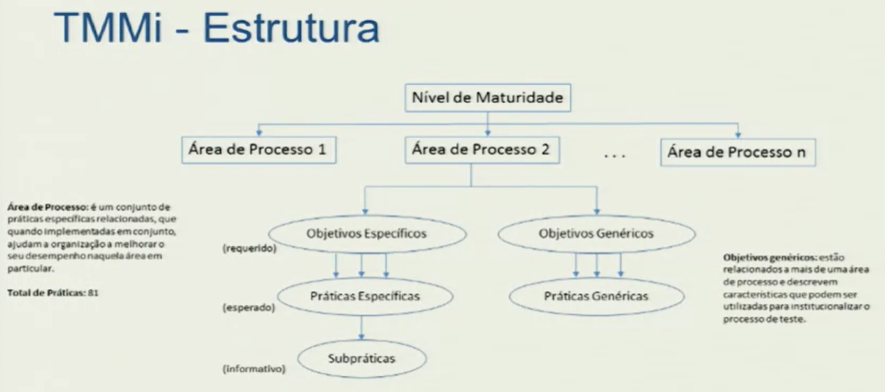 TMMi - Estrutura
Nível de Maturidade
Área de Processo 1
Área de Processo 2
. . .
Área de Processo n
Área de Processo: é um conjunto de
práticas específicas relacionadas, que
quando implementadas em conjunto,
ajudam a organização a melhorar o
seu desempenho naquela área em
particular.
Total de Práticas: 81
(requerido)
Objetivos Específicos
Objetivos Genéricos
(esperado)
Práticas Específicas
Práticas Genéricas
(informativo)
Subpráticas
Objetivos genéricos: estão
relacionados a mais de uma área
de processo e descrevem
características que podem ser
utilizadas para institucionalizar o
processo de teste.